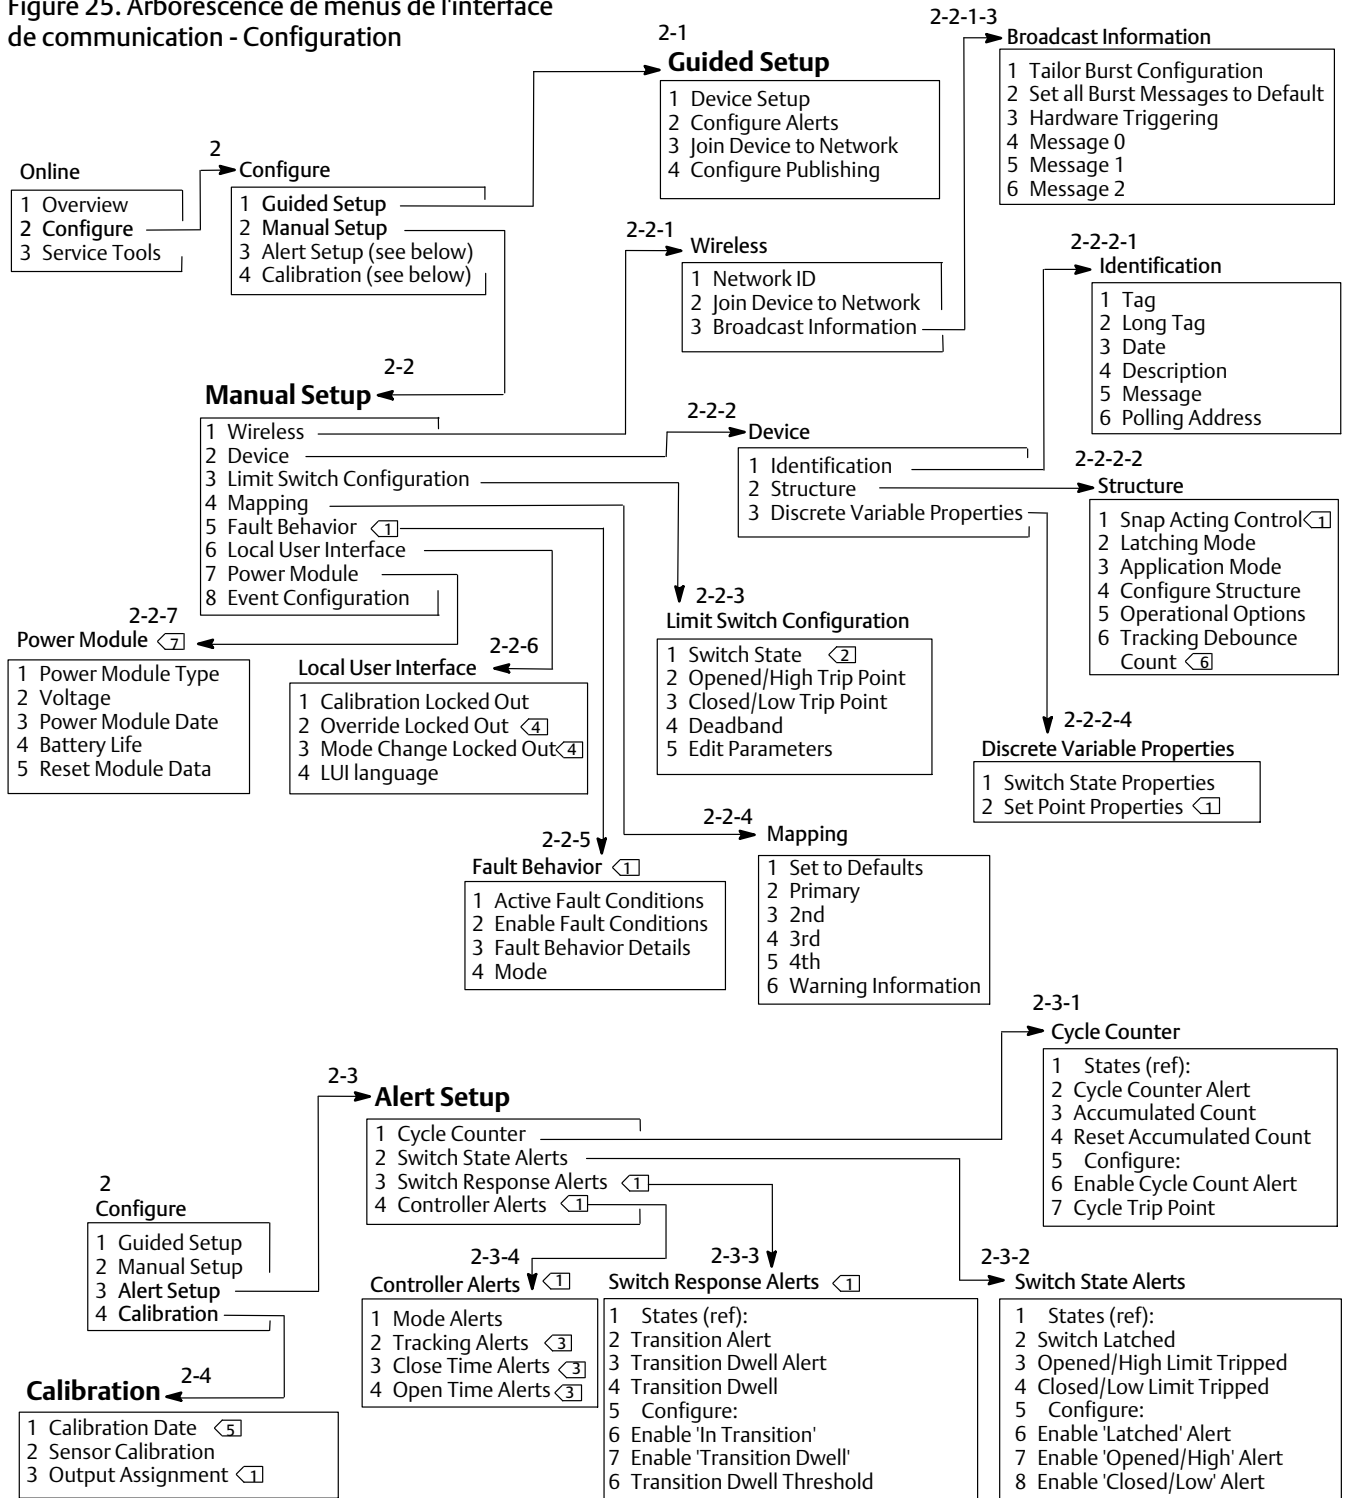 Figure 25. Arborescence de menus de l'interface
de communication - Configuration
2-1
Guided Setup
1 Device Setup
2 Configure Alerts
3 Join Device to Network
4 Configure Publishing
2-2-1-3
Broadcast Information
1 Tailor Burst Configuration
2 Set all Burst Messages to Default
3 Hardware Triggering
4 Message 0
5 Message 1
6 Message 2
Online
1 Overview
2 Configure
3 Service Tools
2
Configure
1 Guided Setup
2 Manual Setup
3 Alert Setup (see below)
4 Calibration (see below)
2-2-1
Wireless
1 Network ID
2 Join Device to Network
3 Broadcast Information
2-2-2-1
Identification
1 Tag
2 Long Tag
3 Date
4 Description
5 Message
6 Polling Address
2-2
Manual Setup
1 Wireless
2 Device
3 Limit Switch Configuration
4 Mapping
5 Fault Behavior 1
6 Local User Interface
7 Power Module
8 Event Configuration
2-2-2
Device
1 Identification
2 Structure
3 Discrete Variable Properties
2-2-2-2
Structure
1 Snap Acting Control 1
2 Latching Mode
3 Application Mode
4 Configure Structure
5 Operational Options
6 Tracking Debounce
Count 6
2-2-7
Power Module 7
1 Power Module Type
2 Voltage
3 Power Module Date
4 Battery Life
5 Reset Module Data
2-2-6
Local User Interface
1 Calibration Locked Out
2 Override Locked Out 4
3 Mode Change Locked Out 4
4 LUI language
2-2-3
Limit Switch Configuration
1 Switch State 2
2 Opened/High Trip Point
3 Closed/Low Trip Point
4 Deadband
5 Edit Parameters
2-2-2-4
Discrete Variable Properties
1 Switch State Properties
2 Set Point Properties 1
2-2-5
Fault Behavior 1
1 Active Fault Conditions
2 Enable Fault Conditions
3 Fault Behavior Details
4 Mode
2-2-4
Mapping
1 Set to Defaults
2 Primary
3 2nd
4 3rd
5 4th
6 Warning Information
2-3-1
Cycle Counter
1 States (ref):
2 Cycle Counter Alert
3 Accumulated Count
4 Reset Accumulated Count
5 Configure:
6 Enable Cycle Count Alert
7 Cycle Trip Point
2-3
Alert Setup
1 Cycle Counter
2 Switch State Alerts
3 Switch Response Alerts 1
4 Controller Alerts 1
2
Configure
1 Guided Setup
2 Manual Setup
3 Alert Setup
4 Calibration
2-4
Calibration
1 Calibration Date 5
2 Sensor Calibration
3 Output Assignment 1
2-3-4
Controller Alerts 1
1 Mode Alerts
2 Tracking Alerts 3
3 Close Time Alerts 3
4 Open Time Alerts 3
2-3-3
Switch Response Alerts 1
1 States (ref):
2 Transition Alert
3 Transition Dwell Alert
4 Transition Dwell
5 Configure:
6 Enable 'In Transition'
7 Enable 'Transition Dwell'
6 Transition Dwell Threshold
2-3-2
Switch State Alerts
1 States (ref):
2 Switch Latched
3 Opened/High Limit Tripped
4 Closed/Low Limit Tripped
5 Configure:
6 Enable 'Latched' Alert
7 Enable 'Opened/High' Alert
8 Enable 'Closed/Low' Alert